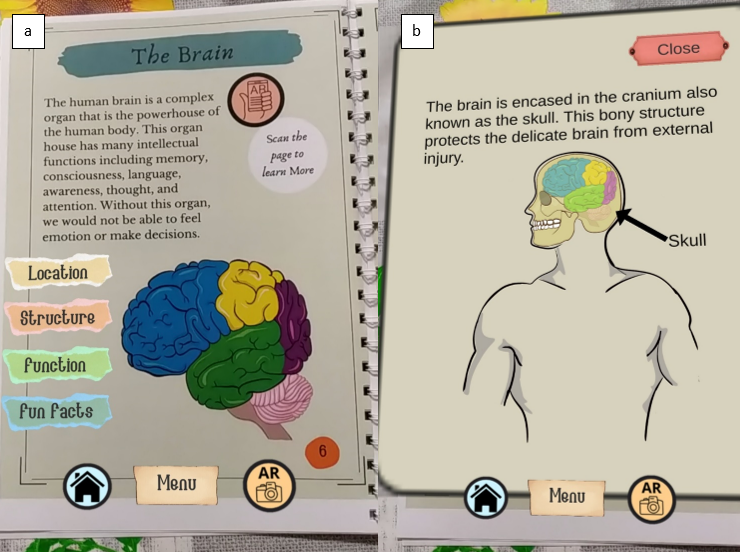 a
The Brain
The human brain is a complex
organ that is the powerhouse of
the human body. This organ
house has many intellectual
functions including memory,
consciousness, language,
awareness, thought, and
attention. Without this organ,
we would not be able to feel
emotion or make decisions.
AB
Scan the
page to
learn More
Location
Structure
Function
Fun Facts
6
Menu
AR
b
Close
The brain is encased in the cranium also
known as the skull. This bony structure
protects the delicate brain from external
injury.
Skull
Menu
AR